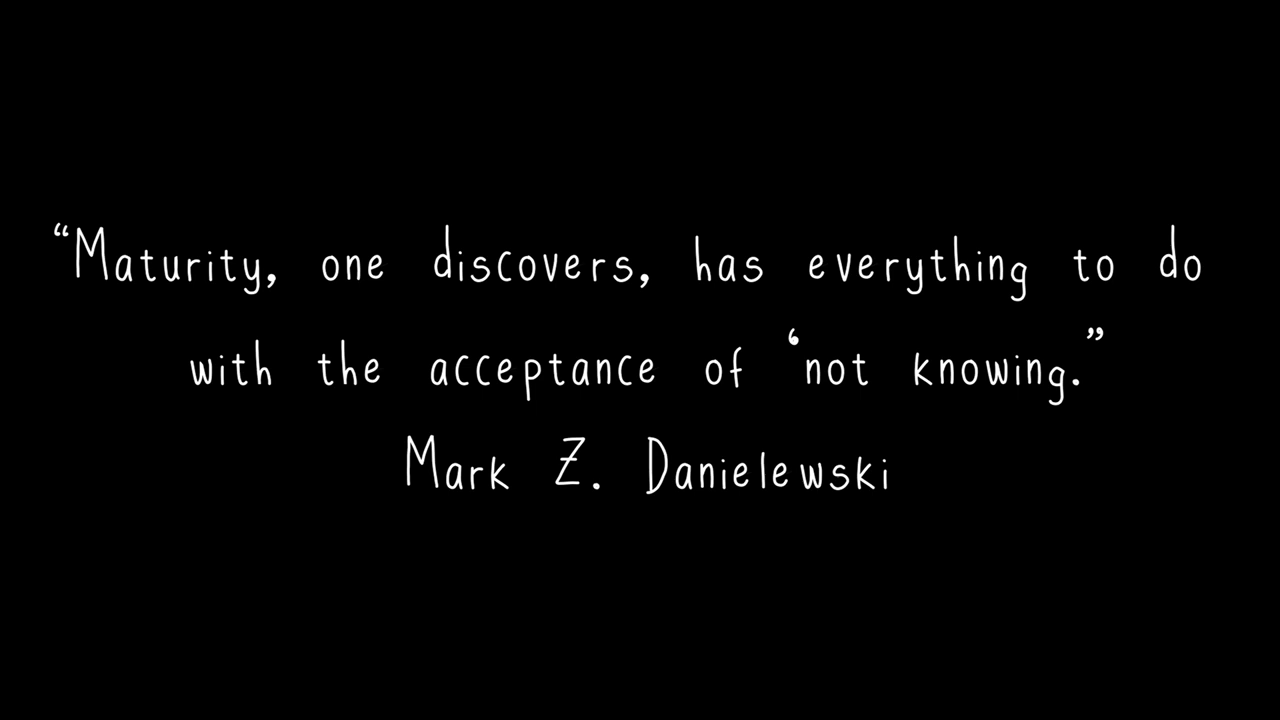 “Maturity, one discovers, has everything to do
with the acceptance of ‘not knowing.”
Mark Z. Danielewski